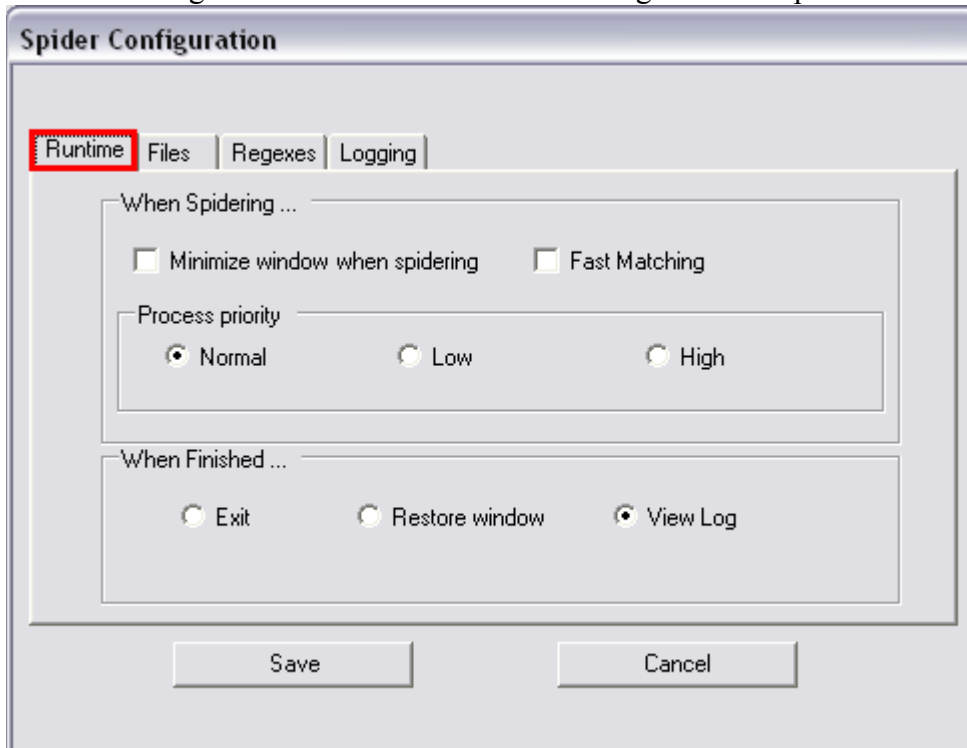 Spider Configuration
Runtime Files Regexes Logging
When Spidering ...
Minimize window when spidering Fast Matching
Process priority
Normal Low High
When Finished ...
Exit Restore window View Log
Save Cancel